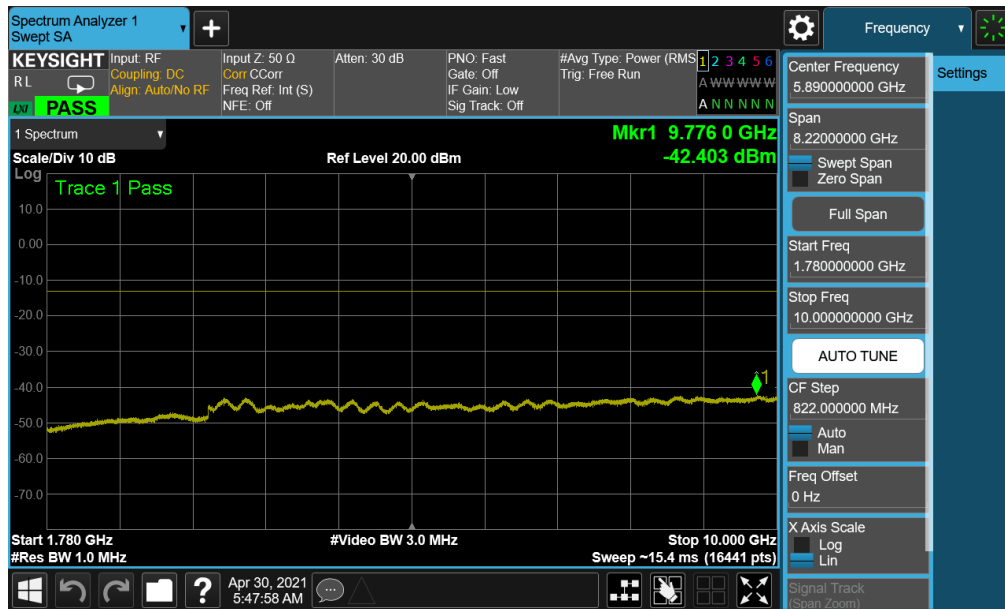 Spectrum Analyzer 1
Swept SA
Frequency
KEYSIGHT
RL
LXI
PASS
Input: RF
Coupling: DC
Align: Auto/No RF
Input Z: 50 Ω
Corr CCorr
Freq Ref: Int (S)
NFE: Off
Atten: 30 dB
PNO: Fast
Gate: Off
IF Gain: Low
Sig Track: Off
#Avg Type: Power (RMS
Trig: Free Run
1 2 3 4 5 6
A W W W W W
A N N N N N
1 Spectrum
Scale/Div 10 dB
Ref Level 20.00 dBm
Mkr1 9.776 0 GHz
-42.403 dBm
Log
Trace 1 Pass
10.0
0.00
-10.0
-20.0
-30.0
-40.0
-50.0
-60.0
-70.0
1
Start 1.780 GHz
#Video BW 3.0 MHz
Stop 10.000 GHz
#Res BW 1.0 MHz
Sweep ~15.4 ms (16441 pts)
Center Frequency
5.890000000 GHz
Span
8.22000000 GHz
Swept Span
Zero Span
Full Span
Start Freq
1.780000000 GHz
Stop Freq
10.000000000 GHz
AUTO TUNE
CF Step
822.000000 MHz
Auto
Man
Freq Offset
0 Hz
X Axis Scale
Log
Lin
Signal Track
(Span Zoom)
Settings
?
Apr 30, 2021
5:47:58 AM